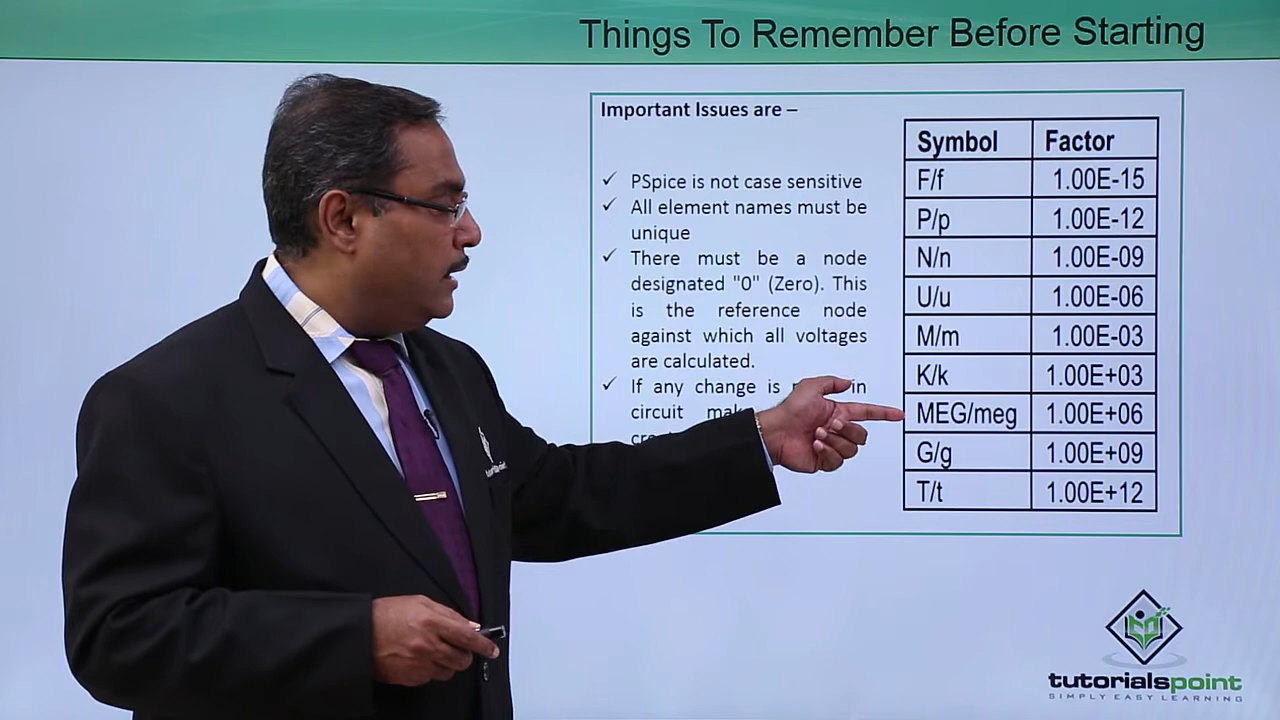 Things To Remember Before Starting
Important Issues are –
✓ PSpice is not case sensitive
✓ All element names must be
unique
✓ There must be a node
designated "0" (Zero). This
is the reference node
against which all voltages
are calculated.
✓ If any change is in
circuit
Symbol Factor
F/f 1.00E-15
P/p 1.00E-12
N/n 1.00E-09
U/u 1.00E-06
M/m 1.00E-03
K/k 1.00E+03
MEG/meg 1.00E+06
G/g 1.00E+09
T/t 1.00E+12
tutorialspoint
SIMPLY EASY LEARNING